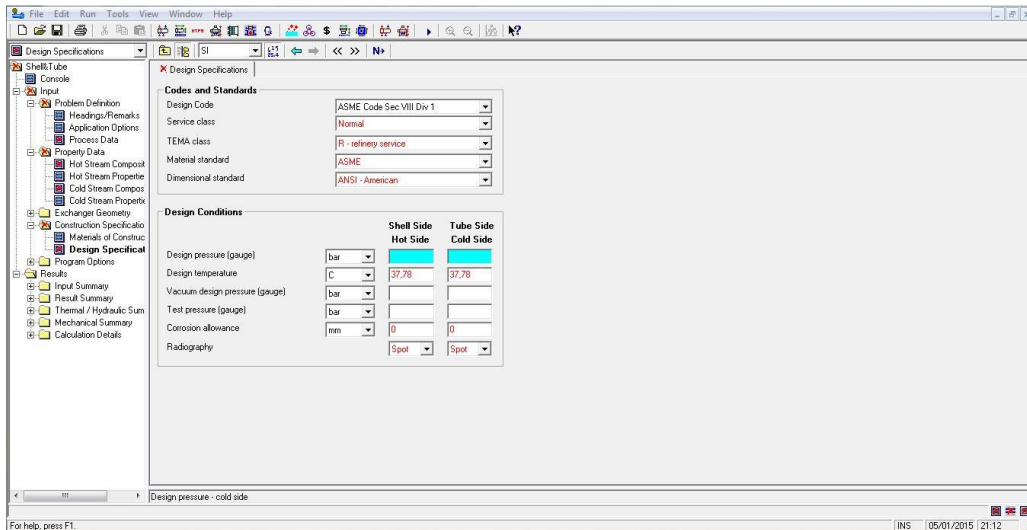 File Edit Run Tools View Window Help
Design Specifications SI
Shell&Tube
Console
Input
Problem Definition
Headings/Remarks
Application Options
Process Data
Property Data
Hot Stream Composit
Hot Stream Propertie
Cold Stream Compos
Cold Stream Propertie
Exchanger Geometry
Construction Specificatio
Materials of Construc
Design Specificat
Program Options
Results
Input Summary
Result Summary
Thermal / Hydraulic Sum
Mechanical Summary
Calculation Details
Design Specifications
Codes and Standards
Design Code ASME Code Sec VIII Div 1
Service class Normal
TEMA class R - refinery service
Material standard ASME
Dimensional standard ANSI - American
Design Conditions
Shell Side Tube Side
Hot Side Cold Side
Design pressure (gauge) bar
Design temperature C 37,78 37,78
Vacuum design pressure (gauge) bar
Test pressure (gauge) bar
Corrosion allowance mm 0 0
Radiography Spot Spot
Design pressure - cold side
For help, press F1. INS 05/01/2015 21:12